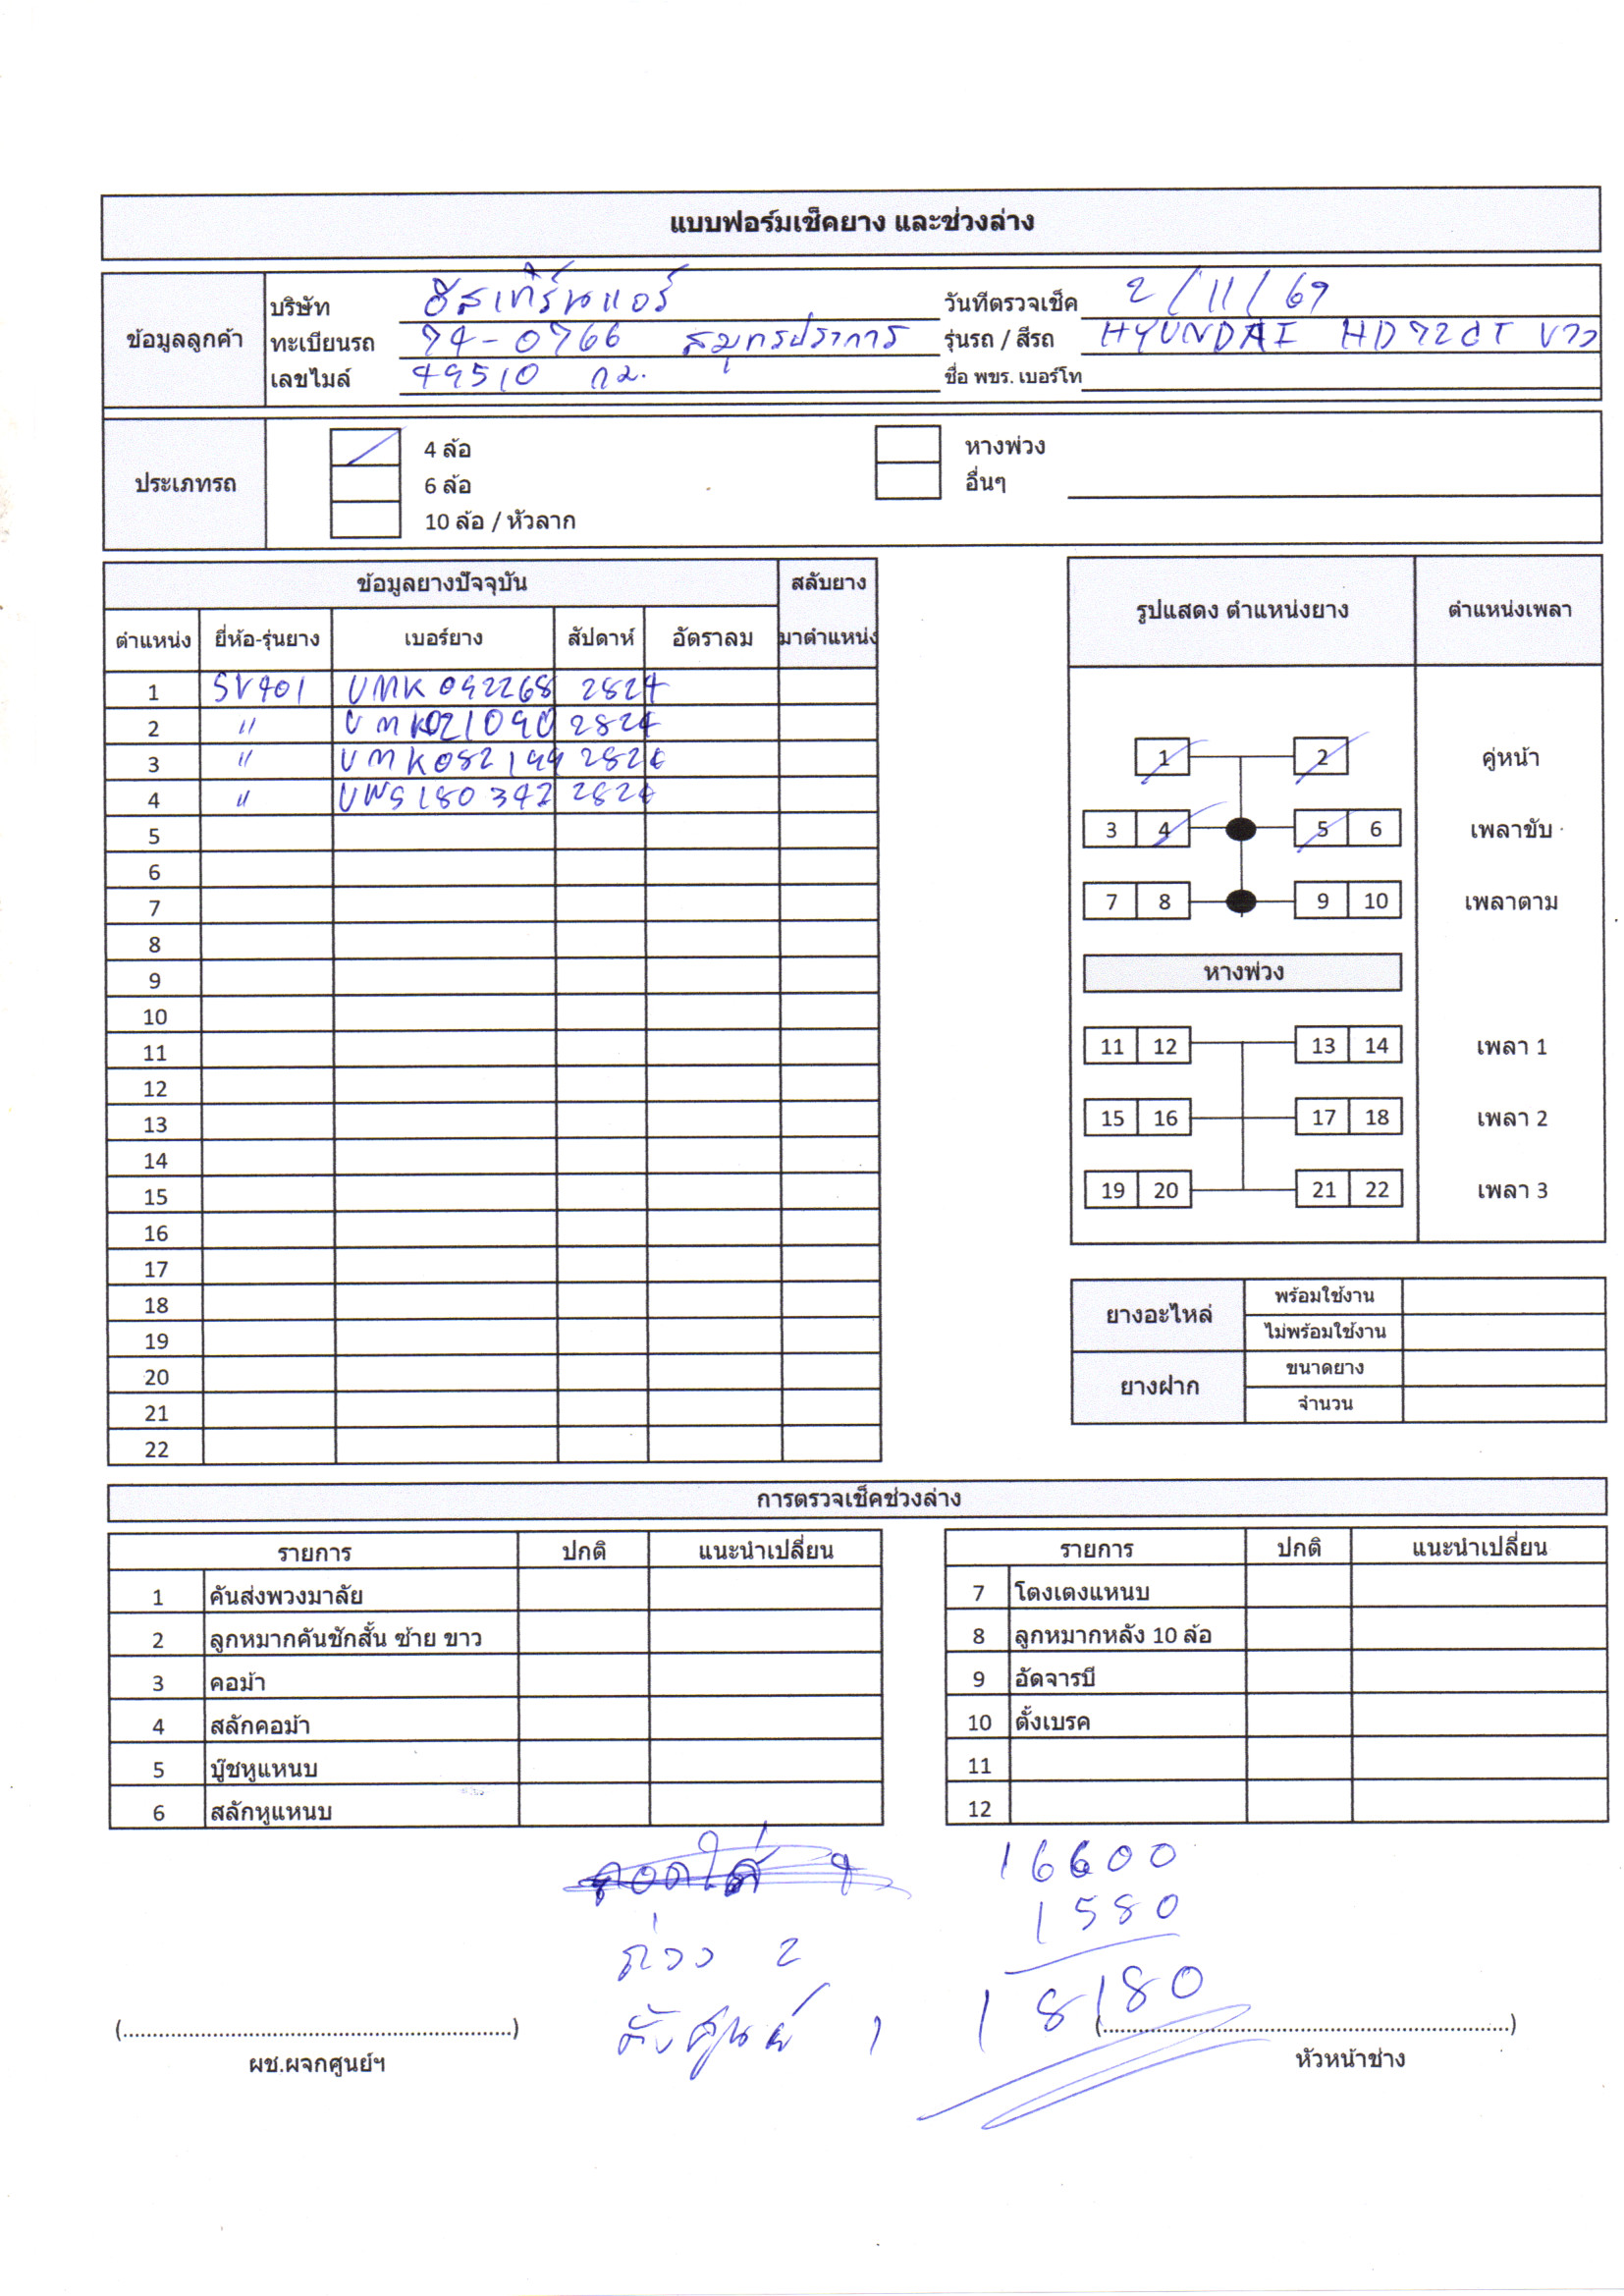 แบบฟอร์มเช็คยาง และช่วงล่าง
ข้อมูลลูกค้า
บริษัท อีสเทิร์นแอร์ วันที่ตรวจเช็ค 2/11/67
ทะเบียนรถ 74-0766 สมุทรปราการ รุ่นรถ / สีรถ HYUNDAI HD72 ขาว
เลขไมล์ 49510 กม. ชื่อ พขร. เบอร์โท
ประเภทรถ
4 ล้อ หางพ่วง
6 ล้อ อื่นๆ
10 ล้อ / หัวลาก
ข้อมูลยางปัจจุบัน สลับยาง
ตำแหน่ง ยี่ห้อ-รุ่นยาง เบอร์ยาง สัปดาห์ อัตราลม มาตำแหน่ง
1 SV401 UMK092268 2824
2 " UMK021090 2824
3 " UMK082199 2824
4 " 2824
5
6
7
8
9
10
11
12
13
14
15
16
17
18
19
20
21
22
รูปแสดง ตำแหน่งยาง ตำแหน่งเพลา
1 2 คู่หน้า
3 4 5 6 เพลาขับ
7 8 9 10 เพลาตาม
หางพ่วง
11 12 13 14 เพลา 1
15 16 17 18 เพลา 2
19 20 21 22 เพลา 3
ยางอะไหล่ พร้อมใช้งาน
ไม่พร้อมใช้งาน
ยางฝาก ขนาดยาง
จำนวน
การตรวจเช็คช่วงล่าง
รายการ ปกติ แนะนำเปลี่ยน
1 คันส่งพวงมาลัย
2 ลูกหมากคันชักสั้น ซ้าย ขาว
3 คอม้า
4 สลักคอม้า
5 บู๊ชหูแหนบ
6 สลักหูแหนบ
รายการ ปกติ แนะนำเปลี่ยน
7 โตงเตงแหนบ
8 ลูกหมากหลัง 10 ล้อ
9 อัดจารบี
10 ตั้งเบรค
11
12
ถอดใส่ 16600
1580
ถ่วง 2
ตั้งศูนย์ 1 18180
(..............................) (..............................)
ผช.ผจกศูนย์ฯ หัวหน้าช่าง